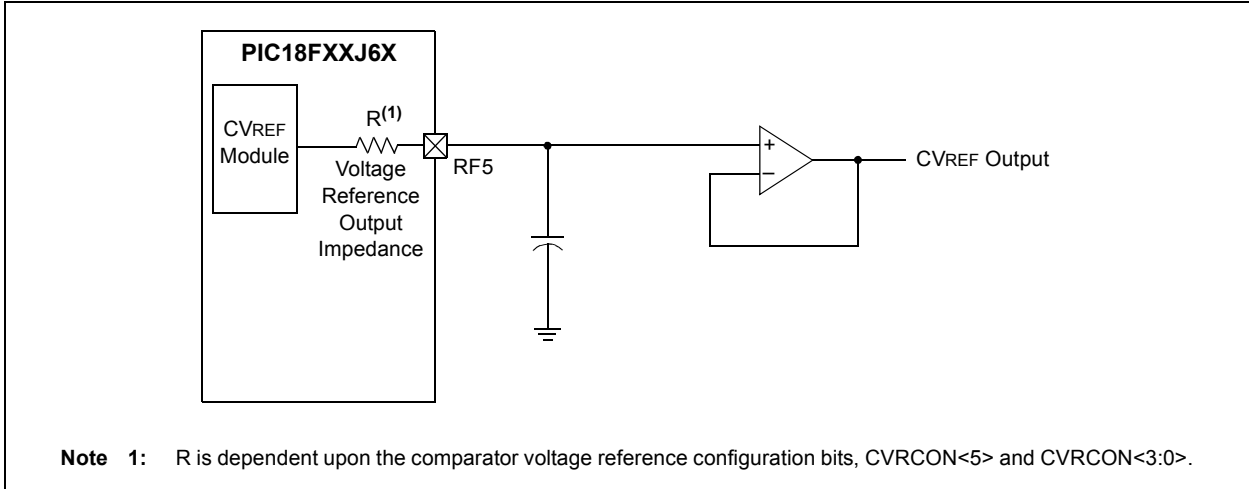 PIC18FXXJ6X
CVREF
Module
R(1)
Voltage
Reference
Output
Impedance
RF5
+
–
CVREF Output
Note 1: R is dependent upon the comparator voltage reference configuration bits, CVRCON<5> and CVRCON<3:0>.